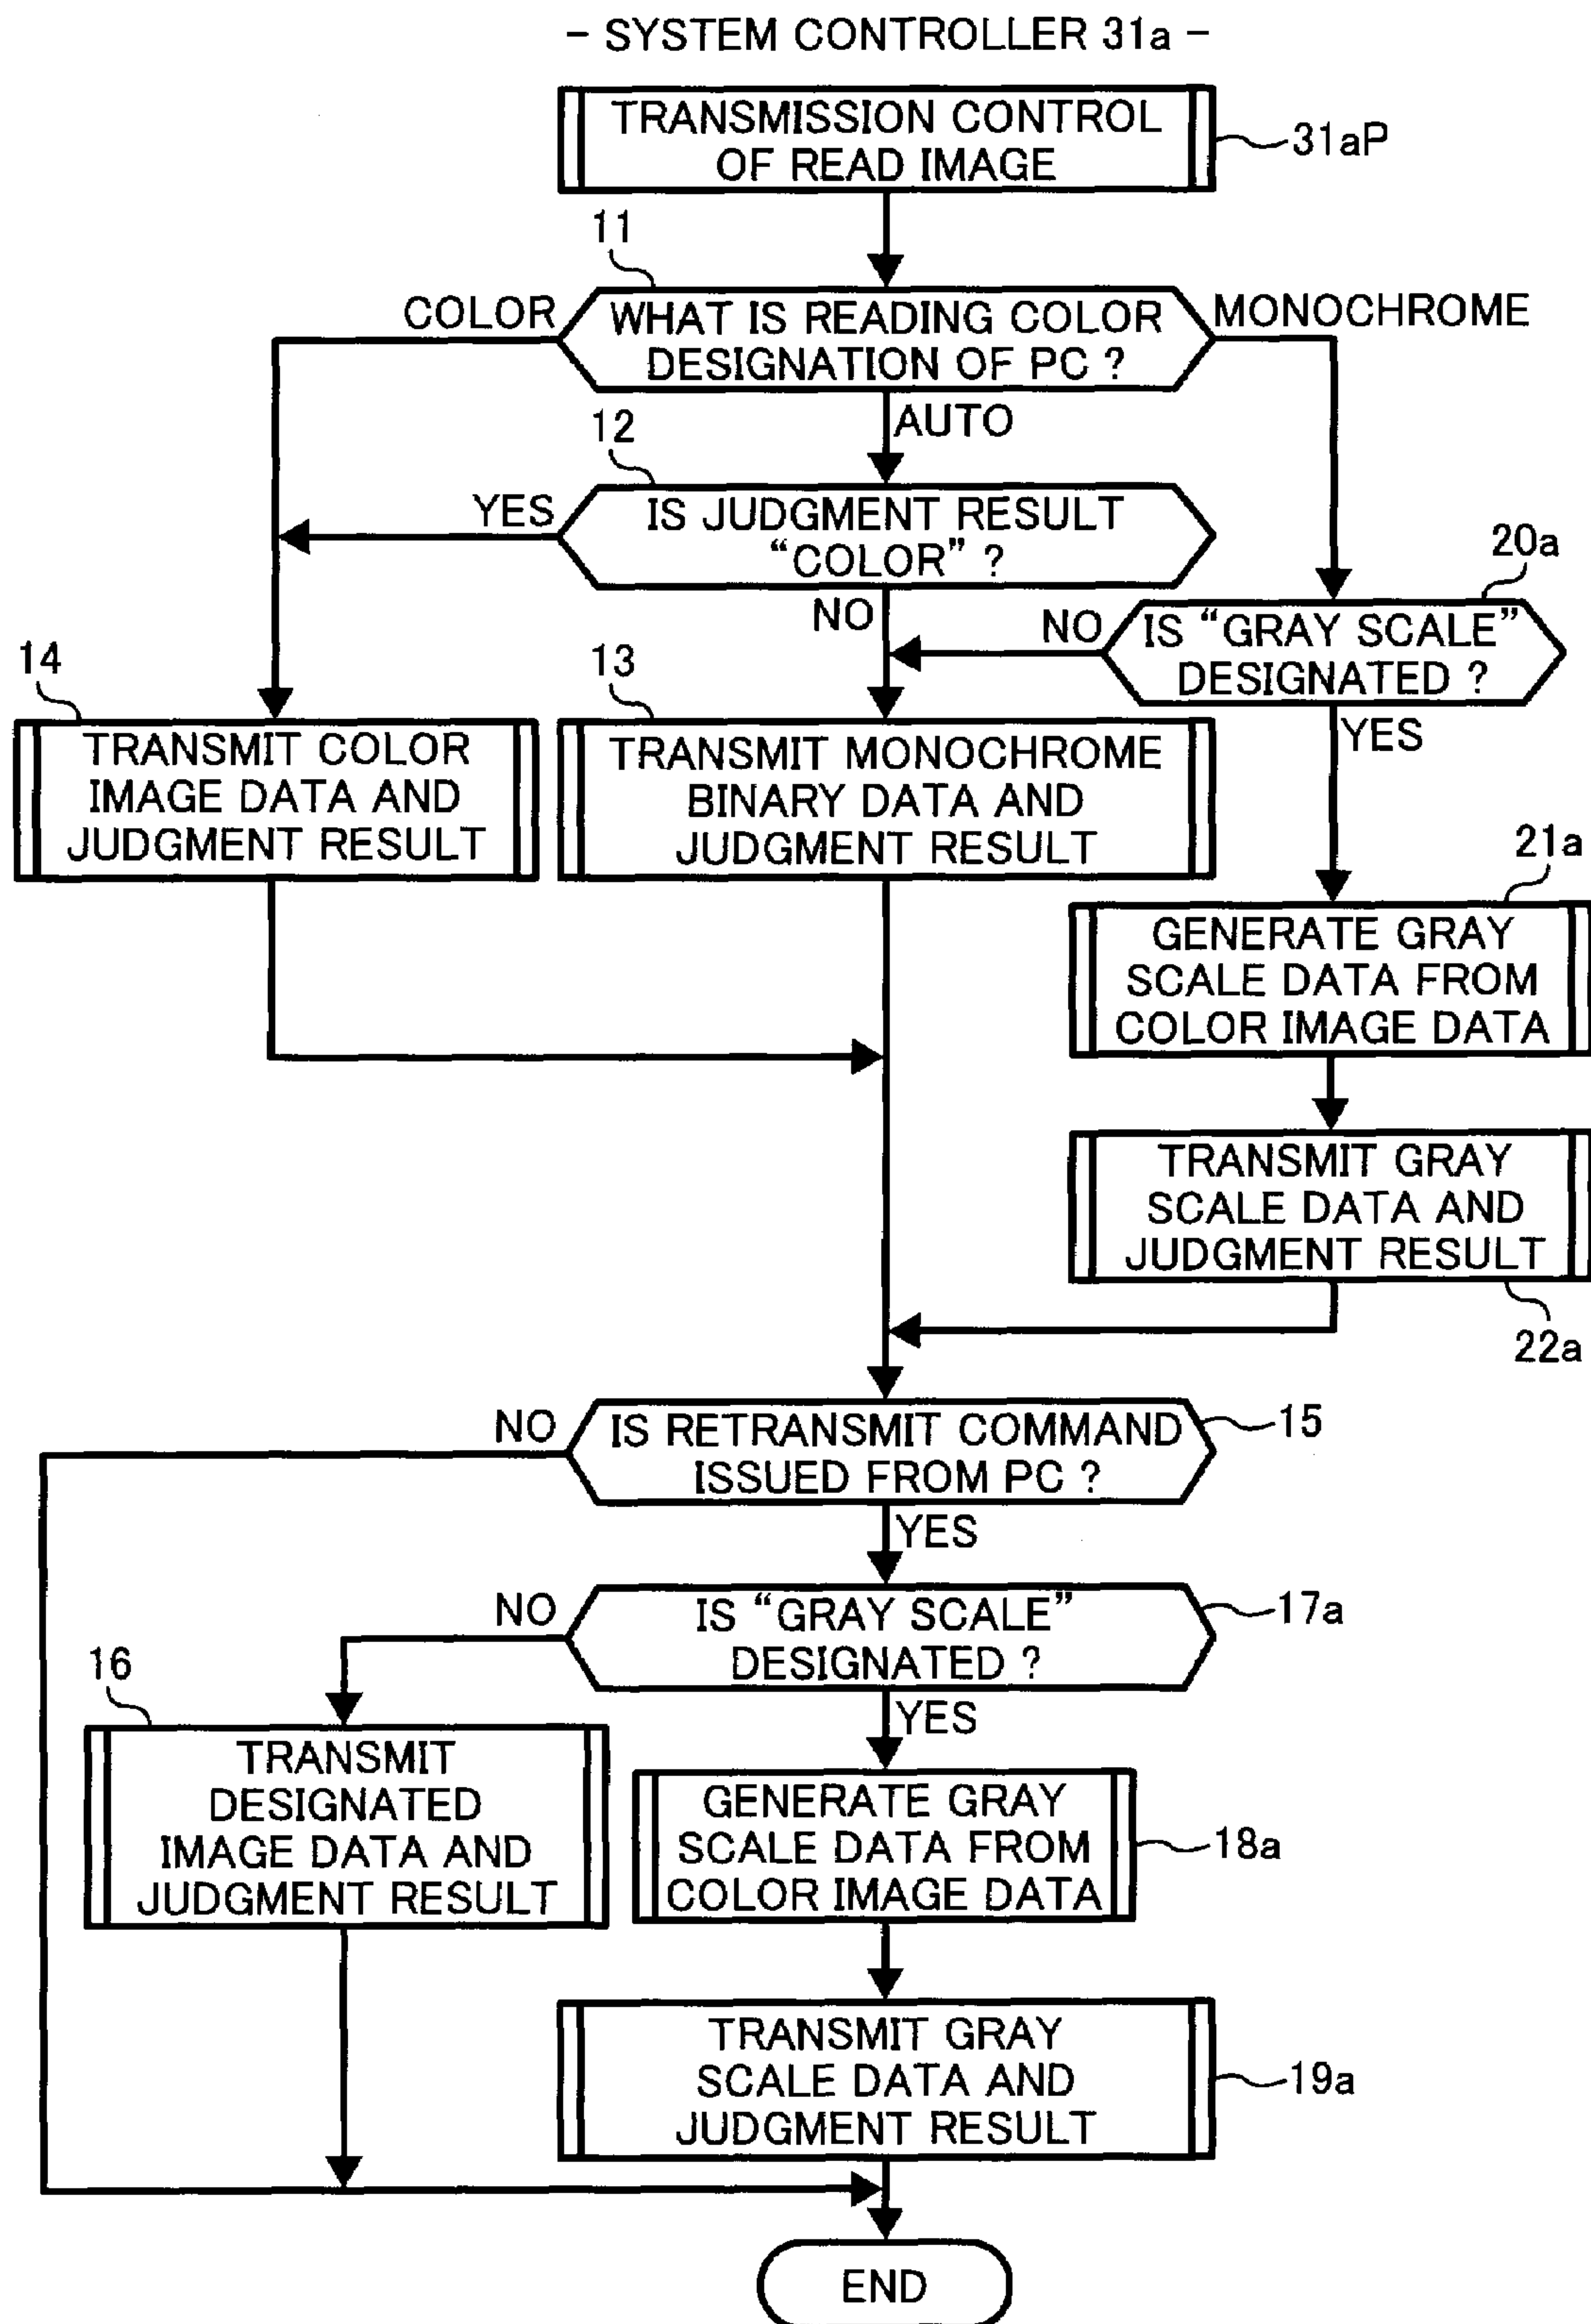 - SYSTEM CONTROLLER 31a -
TRANSMISSION CONTROL
OF READ IMAGE
31aP
11
COLOR
WHAT IS READING COLOR
DESIGNATION OF PC ?
MONOCHROME
AUTO
12
YES
IS JUDGMENT RESULT
“COLOR” ?
NO
20a
NO
IS “GRAY SCALE”
DESIGNATED ?
YES
14
TRANSMIT COLOR
IMAGE DATA AND
JUDGMENT RESULT
13
TRANSMIT MONOCHROME
BINARY DATA AND
JUDGMENT RESULT
21a
GENERATE GRAY
SCALE DATA FROM
COLOR IMAGE DATA
TRANSMIT GRAY
SCALE DATA AND
JUDGMENT RESULT
22a
NO
IS RETRANSMIT COMMAND
ISSUED FROM PC ?
15
YES
NO
IS “GRAY SCALE”
DESIGNATED ?
17a
YES
16
TRANSMIT
DESIGNATED
IMAGE DATA AND
JUDGMENT RESULT
GENERATE GRAY
SCALE DATA FROM
COLOR IMAGE DATA
18a
TRANSMIT GRAY
SCALE DATA AND
JUDGMENT RESULT
19a
END